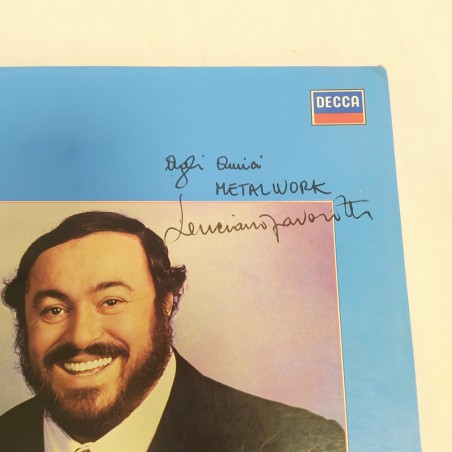 DECCA
Agli Amici
METALWORK
Luciano Pavarotti